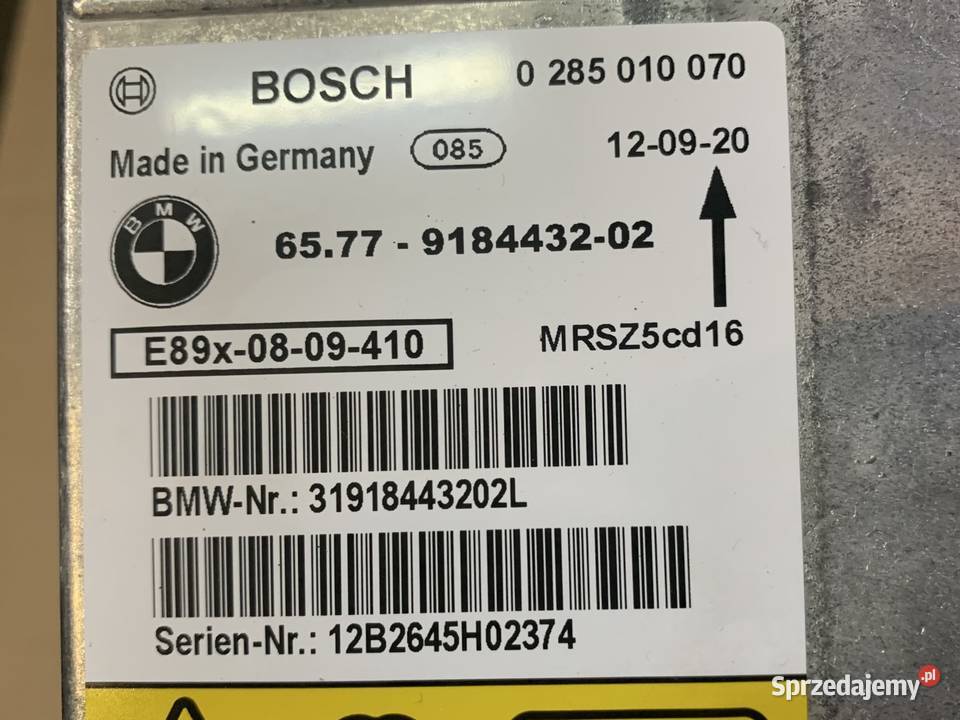 BOSCH 0 285 010 070
Made in Germany 085 12-09-20
BMW 65.77 - 9184432-02
E89x-08-09-410 MRSZ5cd16
BMW-Nr.: 31918443202L
Serien-Nr.: 12B2645H02374
Sprzedajemy.pl